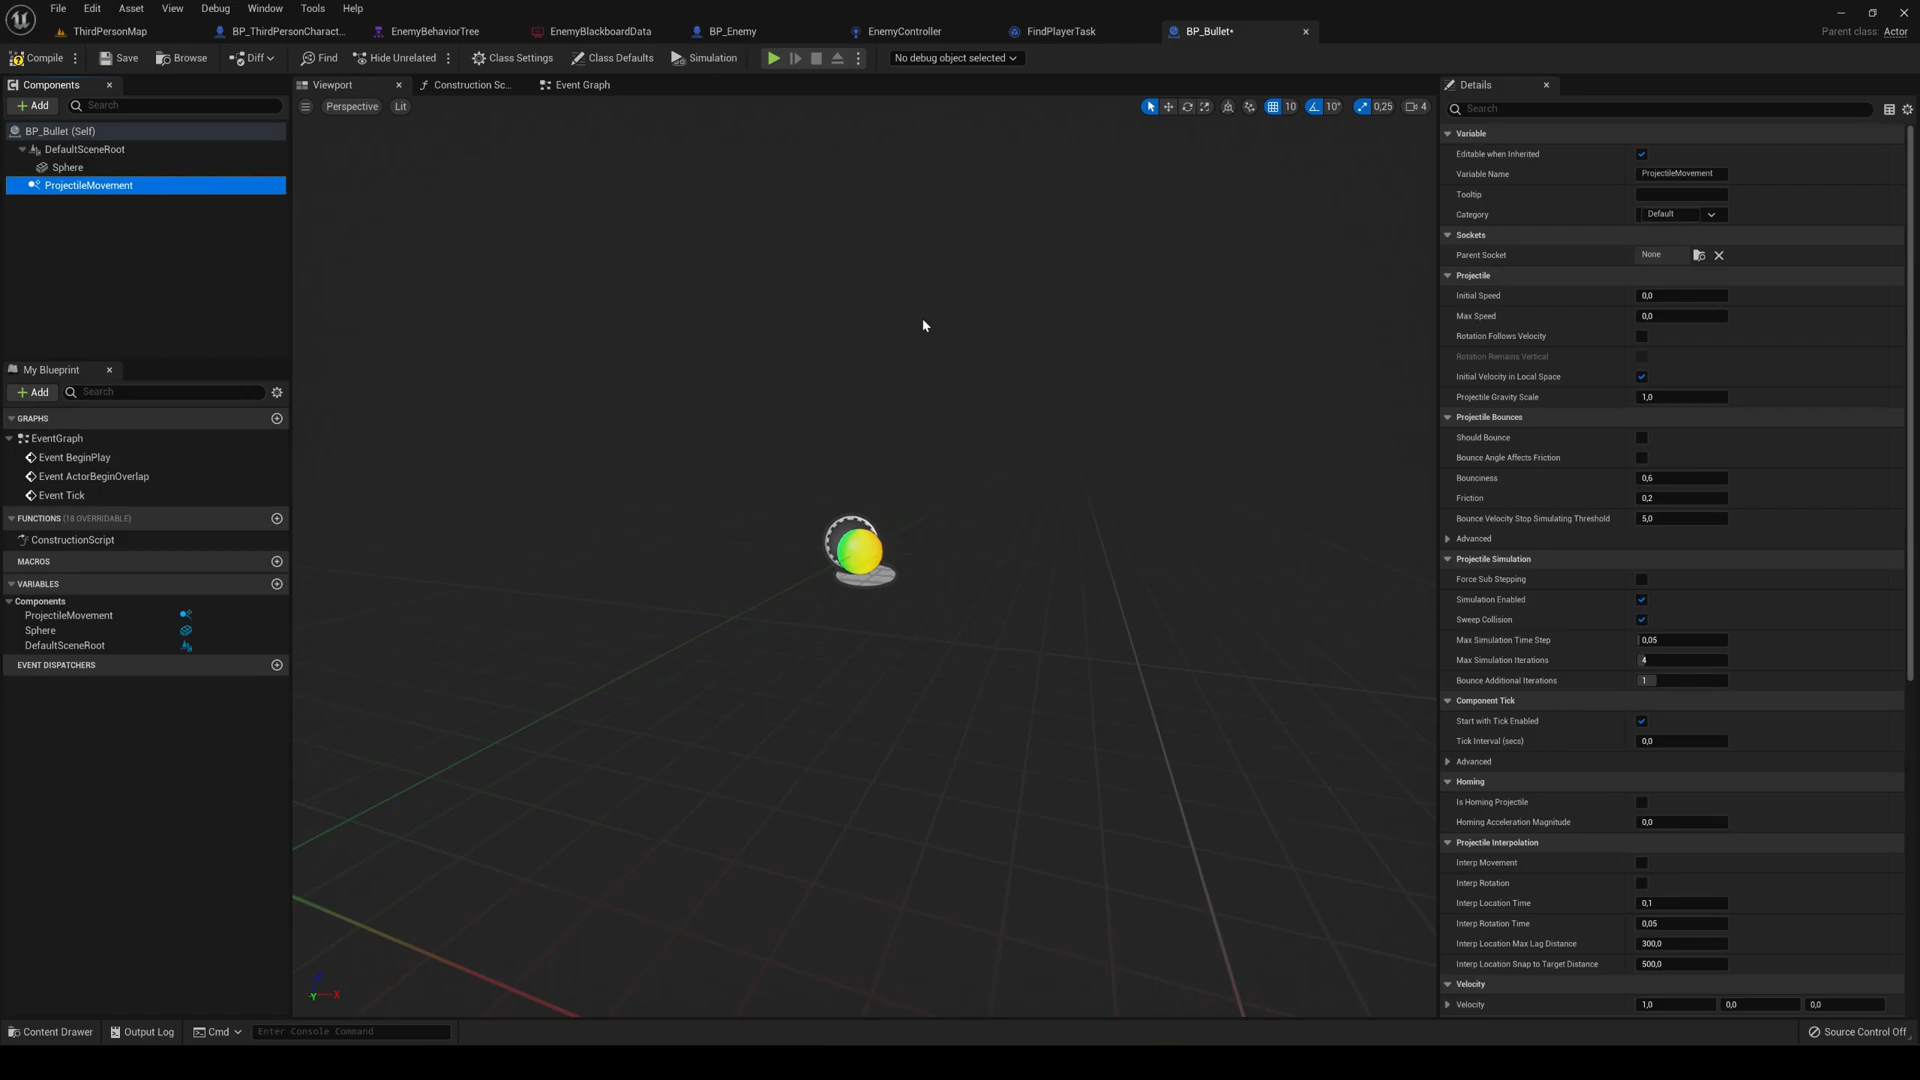 File Edit Asset View Debug Window Tools Help
ThirdPersonMap BP_ThirdPersonCharact... EnemyBehaviorTree EnemyBlackboardData BP_Enemy EnemyController FindPlayerTask BP_Bullet* Parent class: Actor
Compile Save Browse Diff Find Hide Unrelated Class Settings Class Defaults Simulation No debug object selected
Components Viewport Construction Sc... Event Graph Details
Add Search Perspective Lit 10 10° 0,25 4 Search
BP_Bullet (Self)
DefaultSceneRoot
Sphere
ProjectileMovement
My Blueprint
Add Search
GRAPHS
EventGraph
Event BeginPlay
Event ActorBeginOverlap
Event Tick
FUNCTIONS (18 OVERRIDABLE)
ConstructionScript
MACROS
VARIABLES
Components
ProjectileMovement
Sphere
DefaultSceneRoot
EVENT DISPATCHERS
Y X
Variable
Editable when Inherited
Variable Name ProjectileMovement
Tooltip
Category Default
Sockets
Parent Socket None
Projectile
Initial Speed 0,0
Max Speed 0,0
Rotation Follows Velocity
Rotation Remains Vertical
Initial Velocity in Local Space
Projectile Gravity Scale 1,0
Projectile Bounces
Should Bounce
Bounce Angle Affects Friction
Bounciness 0,6
Friction 0,2
Bounce Velocity Stop Simulating Threshold 5,0
Advanced
Projectile Simulation
Force Sub Stepping
Simulation Enabled
Sweep Collision
Max Simulation Time Step 0,05
Max Simulation Iterations 4
Bounce Additional Iterations 1
Component Tick
Start with Tick Enabled
Tick Interval (secs) 0,0
Advanced
Homing
Is Homing Projectile
Homing Acceleration Magnitude 0,0
Projectile Interpolation
Interp Movement
Interp Rotation
Interp Location Time 0,1
Interp Rotation Time 0,05
Interp Location Max Lag Distance 300,0
Interp Location Snap to Target Distance 500,0
Velocity
Velocity 1,0 0,0 0,0
Content Drawer Output Log Cmd Enter Console Command Source Control Off